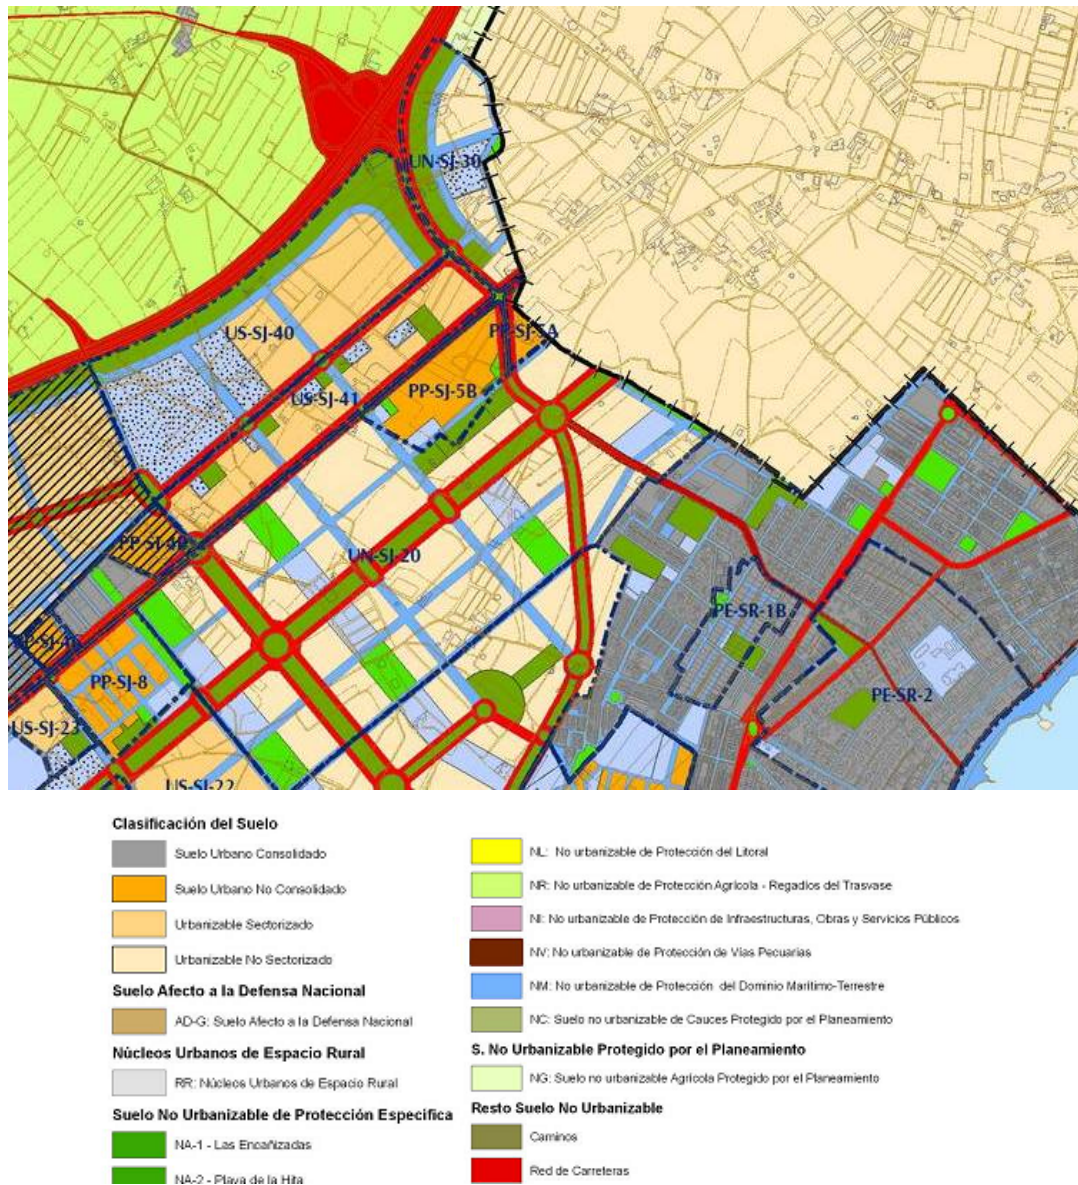 UN-SJ-30
US-SJ-40
PP-SJ-5A
US-SJ-41
PP-SJ-5B
UN-SJ-20
PE-SR-1B
PP-SJ-8
PE-SR-2
US-SJ-23
US-SJ-22
Clasificación del Suelo
Suelo Urbano Consolidado
Suelo Urbano No Consolidado
Urbanizable Sectorizado
Urbanizable No Sectorizado
Suelo Afecto a la Defensa Nacional
AD-G: Suelo Afecto a la Defensa Nacional
Núcleos Urbanos de Espacio Rural
RR: Núcleos Urbanos de Espacio Rural
Suelo No Urbanizable de Protección Específica
NA-1 - Las Encañizadas
NA-2 - Playa de la Hita
NL: No urbanizable de Protección del Litoral
NR: No urbanizable de Protección Agrícola - Regadíos del Trasvase
NI: No urbanizable de Protección de Infraestructuras, Obras y Servicios Públicos
NV: No urbanizable de Protección de Vías Pecuarias
NM: No urbanizable de Protección del Dominio Marítimo-Terrestre
NC: Suelo no urbanizable de Cauces Protegido por el Planeamiento
S. No Urbanizable Protegido por el Planeamiento
NG: Suelo no urbanizable Agrícola Protegido por el Planeamiento
Resto Suelo No Urbanizable
Caminos
Red de Carreteras